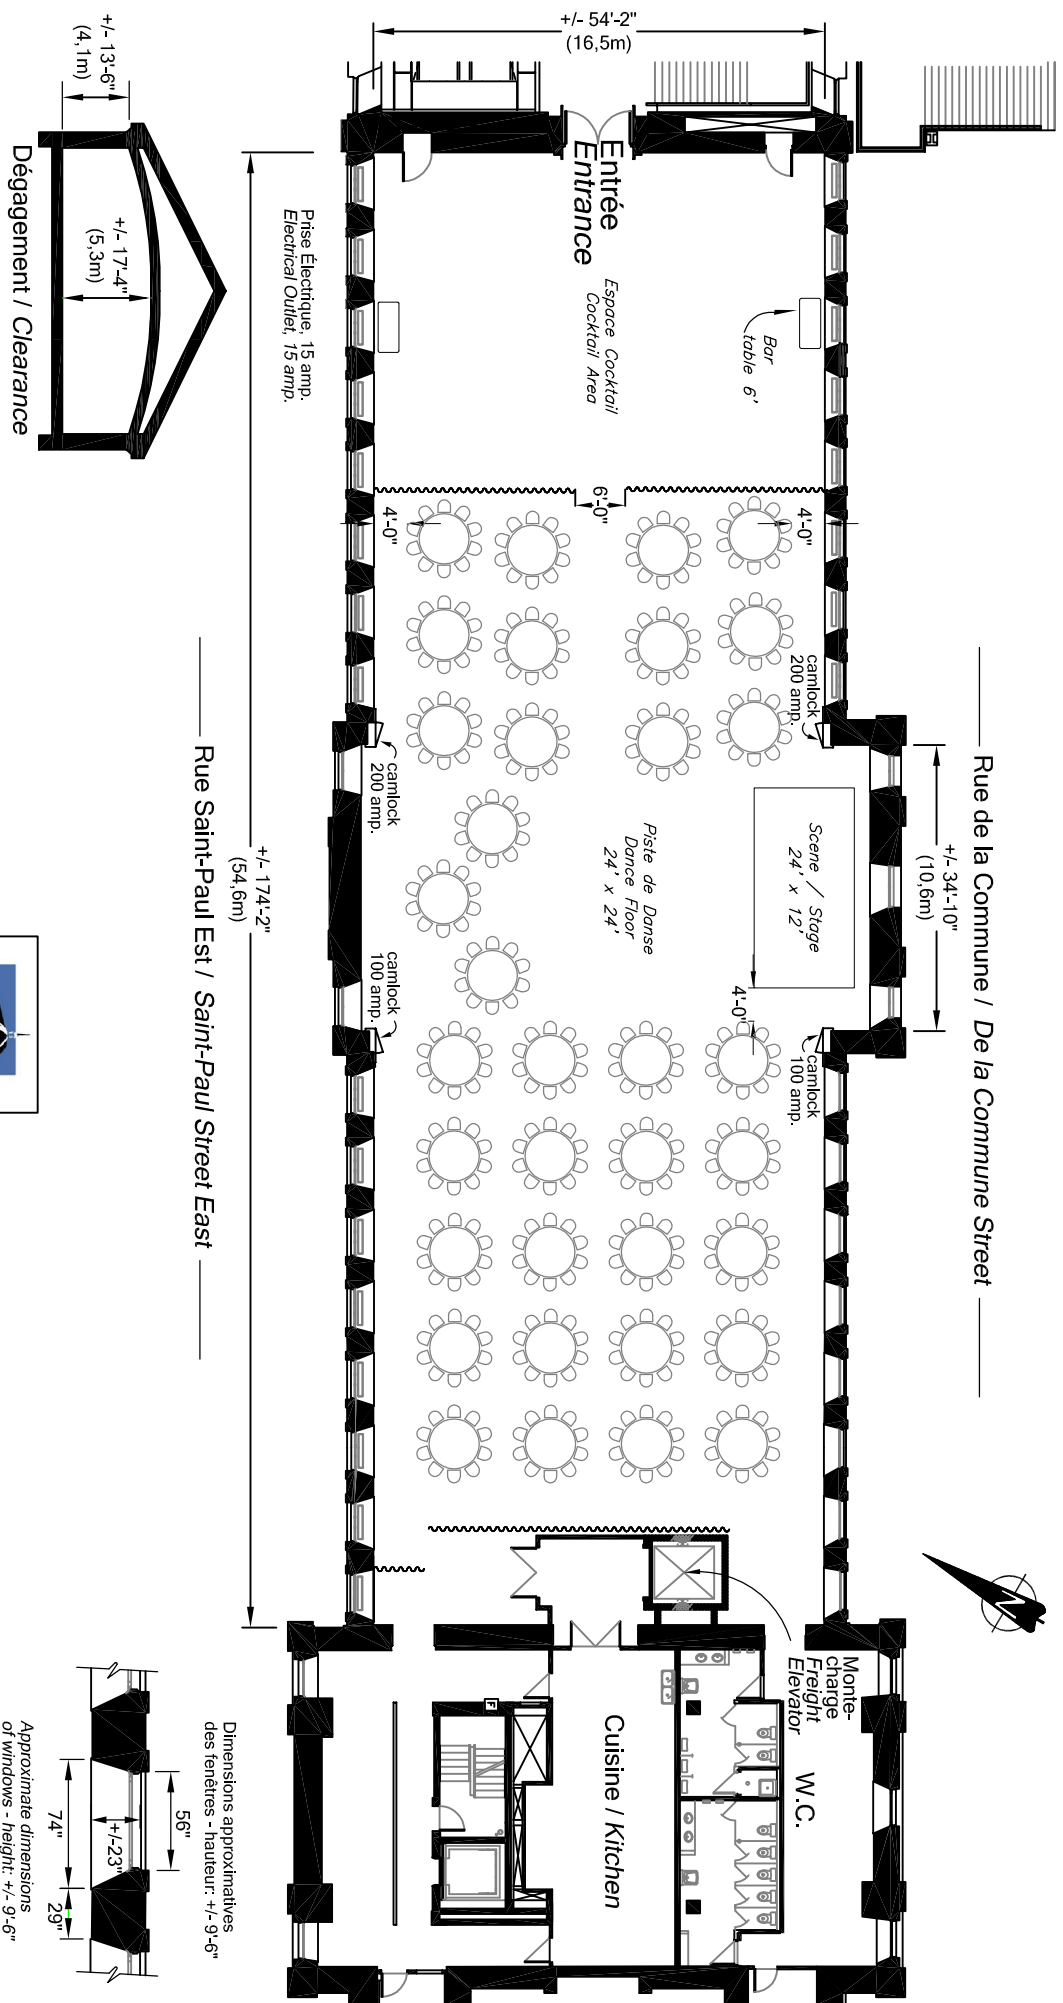 Rue de la Commune / De la Commune Street
+/- 34'-10"
(10,6m)
+/- 54'-2"
(16,5m)
Entrée
Entrance
Espace Cocktail
Cocktail Area
Bar
table 6'
6'-0"
4'-0"
4'-0"
camlock
200 amp.
camlock
200 amp.
Scene / Stage
24' x 12'
4'-0"
Piste de Danse
Dance Floor
24' x 24'
camlock
100 amp.
camlock
100 amp.
N
Monte-
charge
Freight
Elevator
W.C.
Cuisine / Kitchen
F
Prise Électrique, 15 amp.
Electrical Outlet, 15 amp.
+/- 174'-2"
(54,6m)
Rue Saint-Paul Est / Saint-Paul Street East
+/- 13'-6"
(4,1m)
+/- 17'-4"
(5,3m)
Dégagement / Clearance
Dimensions approximatives
des fenêtres - hauteur: +/- 9'-6"
56"
+/-23"
74"
29"
Approximate dimensions
of windows - height: +/- 9'-6"